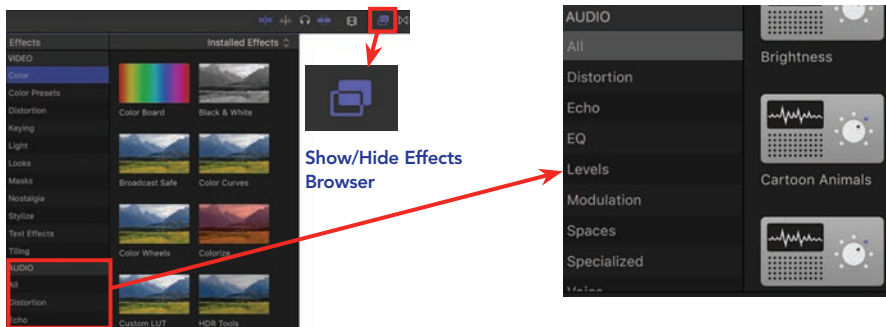 Effects
Installed Effects
VIDEO
Color
Color Presets
Distortion
Keying
Light
Looks
Masks
Nostalgia
Stylize
Text Effects
Tiling
AUDIO
All
Distortion
Echo
Color Board
Black & White
Broadcast Safe
Color Curves
Color Wheels
Colorize
Custom LUT
HDR Tools
Show/Hide Effects
Browser
AUDIO
All
Distortion
Echo
EQ
Levels
Modulation
Spaces
Specialized
Voice
Brightness
Cartoon Animals